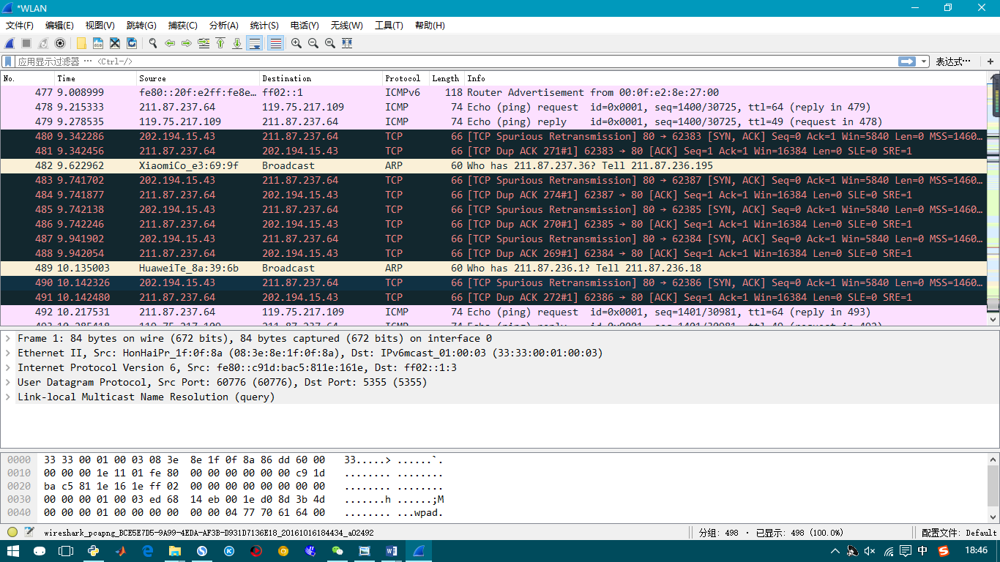 *WLAN
文件(F) 编辑(E) 视图(V) 跳转(G) 捕获(C) 分析(A) 统计(S) 电话(Y) 无线(W) 工具(T) 帮助(H)
应用显示过滤器 … <Ctrl-/> 表达式… +
No. Time Source Destination Protocol Length Info
477 9.008999 fe80::20f:e2ff:fe8e… ff02::1 ICMPv6 118 Router Advertisement from 00:0f:e2:8e:27:00
478 9.215333 211.87.237.64 119.75.217.109 ICMP 74 Echo (ping) request id=0x0001, seq=1400/30725, ttl=64 (reply in 479)
479 9.278535 119.75.217.109 211.87.237.64 ICMP 74 Echo (ping) reply id=0x0001, seq=1400/30725, ttl=49 (request in 478)
480 9.342286 202.194.15.43 211.87.237.64 TCP 66 [TCP Spurious Retransmission] 80 → 62383 [SYN, ACK] Seq=0 Ack=1 Win=5840 Len=0 MSS=1460…
481 9.342456 211.87.237.64 202.194.15.43 TCP 66 [TCP Dup ACK 271#1] 62383 → 80 [ACK] Seq=1 Ack=1 Win=16384 Len=0 SLE=0 SRE=1
482 9.622962 XiaomiCo_e3:69:9f Broadcast ARP 60 Who has 211.87.237.36? Tell 211.87.236.195
483 9.741702 202.194.15.43 211.87.237.64 TCP 66 [TCP Spurious Retransmission] 80 → 62387 [SYN, ACK] Seq=0 Ack=1 Win=5840 Len=0 MSS=1460…
484 9.741877 211.87.237.64 202.194.15.43 TCP 66 [TCP Dup ACK 274#1] 62387 → 80 [ACK] Seq=1 Ack=1 Win=16384 Len=0 SLE=0 SRE=1
485 9.742138 202.194.15.43 211.87.237.64 TCP 66 [TCP Spurious Retransmission] 80 → 62385 [SYN, ACK] Seq=0 Ack=1 Win=5840 Len=0 MSS=1460…
486 9.742246 211.87.237.64 202.194.15.43 TCP 66 [TCP Dup ACK 270#1] 62385 → 80 [ACK] Seq=1 Ack=1 Win=16384 Len=0 SLE=0 SRE=1
487 9.941902 202.194.15.43 211.87.237.64 TCP 66 [TCP Spurious Retransmission] 80 → 62384 [SYN, ACK] Seq=0 Ack=1 Win=5840 Len=0 MSS=1460…
488 9.942054 211.87.237.64 202.194.15.43 TCP 66 [TCP Dup ACK 269#1] 62384 → 80 [ACK] Seq=1 Ack=1 Win=16384 Len=0 SLE=0 SRE=1
489 10.135003 HuaweiTe_8a:39:6b Broadcast ARP 60 Who has 211.87.236.1? Tell 211.87.236.18
490 10.142326 202.194.15.43 211.87.237.64 TCP 66 [TCP Spurious Retransmission] 80 → 62386 [SYN, ACK] Seq=0 Ack=1 Win=5840 Len=0 MSS=1460…
491 10.142480 211.87.237.64 202.194.15.43 TCP 66 [TCP Dup ACK 272#1] 62386 → 80 [ACK] Seq=1 Ack=1 Win=16384 Len=0 SLE=0 SRE=1
492 10.217531 211.87.237.64 119.75.217.109 ICMP 74 Echo (ping) request id=0x0001, seq=1401/30981, ttl=64 (reply in 493)
493 10.285418 119.75.217.109 211.87.237.64 ICMP 74 Echo (ping) reply id=0x0001, seq=1401/30981, ttl=49 (request in 492)
Frame 1: 84 bytes on wire (672 bits), 84 bytes captured (672 bits) on interface 0
Ethernet II, Src: HonHaiPr_1f:0f:8a (08:3e:8e:1f:0f:8a), Dst: IPv6mcast_01:00:03 (33:33:00:01:00:03)
Internet Protocol Version 6, Src: fe80::c91d:bac5:811e:161e, Dst: ff02::1:3
User Datagram Protocol, Src Port: 60776 (60776), Dst Port: 5355 (5355)
Link-local Multicast Name Resolution (query)
0000 33 33 00 01 00 03 08 3e 8e 1f 0f 8a 86 dd 60 00 33.....> ......`.
0010 00 00 00 1e 11 01 fe 80 00 00 00 00 00 00 c9 1d ........ ........
0020 ba c5 81 1e 16 1e ff 02 00 00 00 00 00 00 00 00 ........ ........
0030 00 00 00 01 00 03 ed 68 14 eb 00 1e d0 8d 3b 4d .......h ......;M
0040 00 00 00 01 00 00 00 00 00 00 04 77 70 61 64 00 ........ ...wpad.
wireshark_pcapng_BCE5E7D5-9A99-4EDA-AF3B-D931D7136E18_20161016184434_a02492 分组: 498 · 已显示: 498 (100.0%) 配置文件: Default
中 18:46